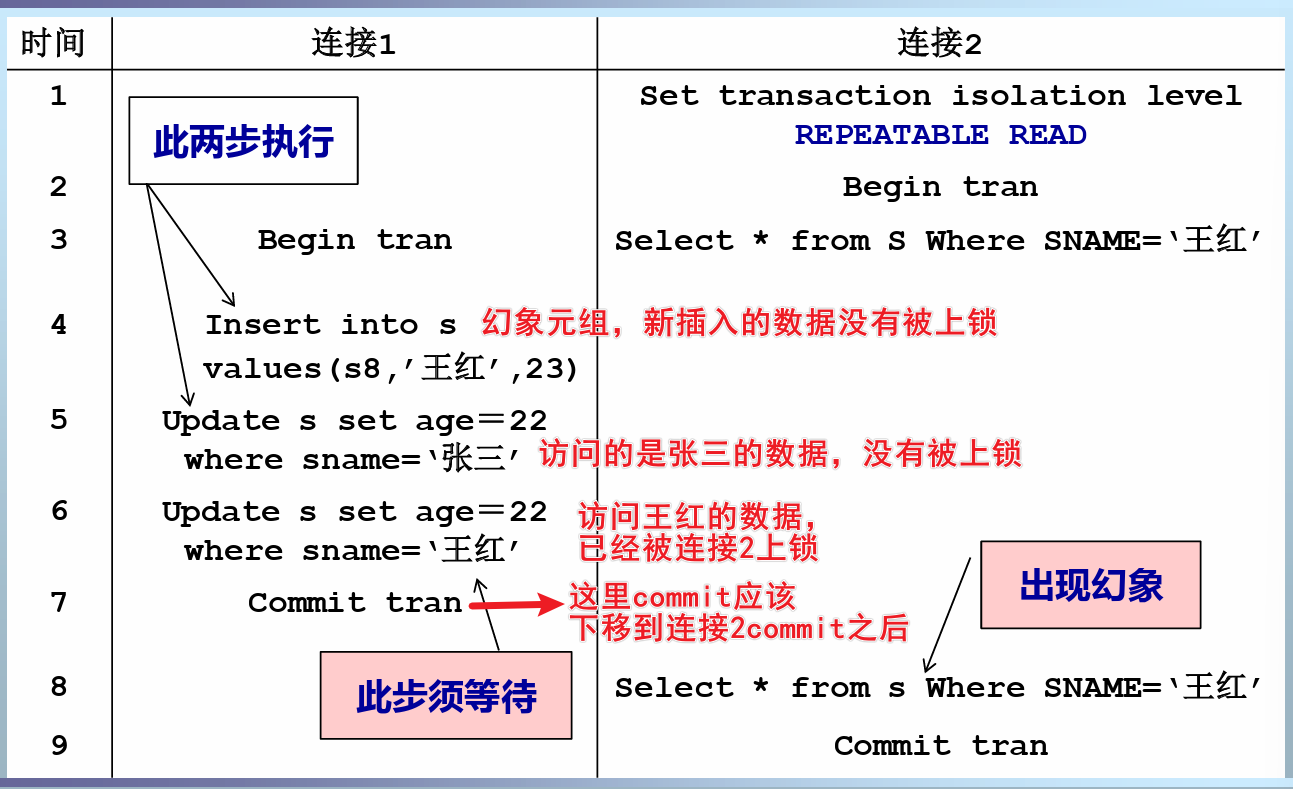 时间 连接1 连接2
1 Set transaction isolation level
此两步执行 REPEATABLE READ
2 Begin tran
3 Begin tran Select * from S Where SNAME=‘王红’
4 Insert into s 幻象元组，新插入的数据没有被上锁
values(s8,’王红’,23)
5 Update s set age＝22
where sname=‘张三’ 访问的是张三的数据，没有被上锁
6 Update s set age＝22 访问王红的数据，
where sname=‘王红’ 已经被连接2上锁
出现幻象
7 Commit tran 这里commit应该
下移到连接2commit之后
此步须等待
8 Select * from s Where SNAME=‘王红’
9 Commit tran